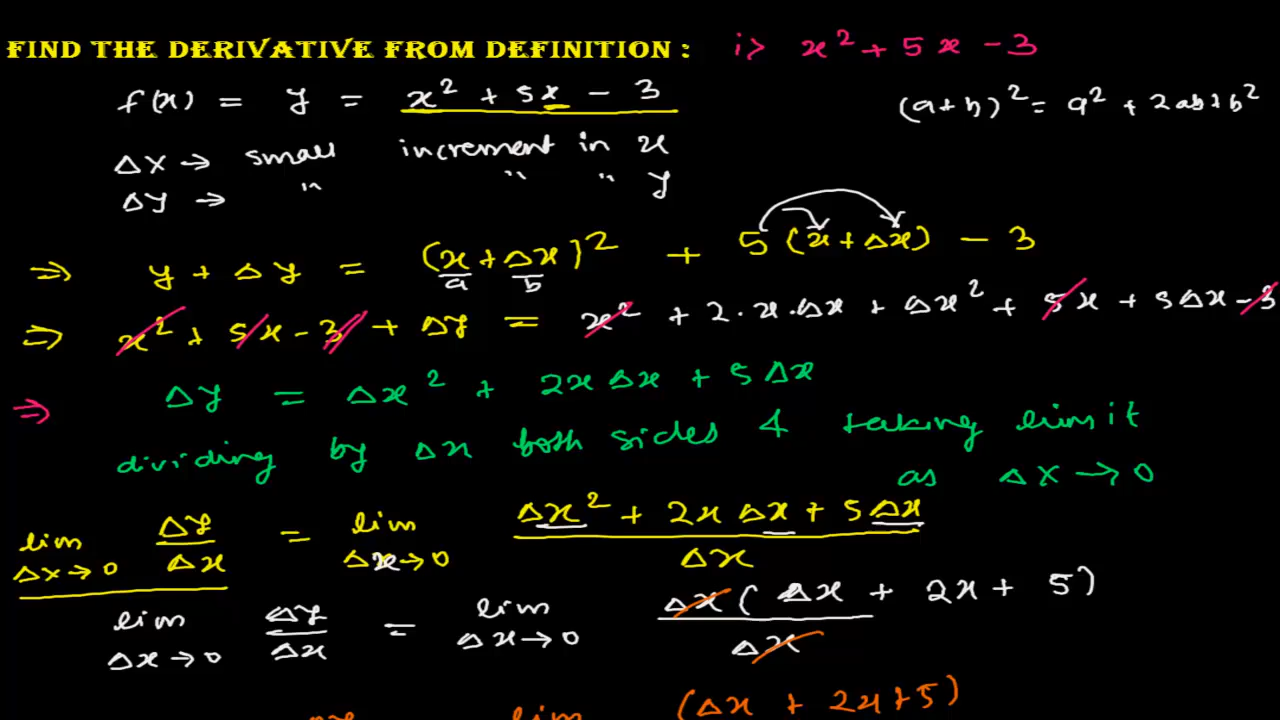 FIND THE DERIVATIVE FROM DEFINITION : i> x² + 5x - 3
f(x) = y = x² + 5x - 3
(a+b)² = a² + 2ab + b²
Δx → small increment in x
Δy → " " " y
⇒ y + Δy = (x + Δx)² + 5 (x + Δx) - 3
a b
⇒ x² + 5x - 3 + Δy = x² + 2·x·Δx + Δx² + 5x + 5Δx - 3
⇒ Δy = Δx² + 2xΔx + 5Δx
dividing by Δx both sides & taking limit
as Δx → 0
lim Δx→0 Δy/Δx = lim Δx→0 (Δx² + 2xΔx + 5Δx)/Δx
lim Δx→0 Δy/Δx = lim Δx→0 Δx(Δx + 2x + 5)/Δx
lim (Δx + 2x + 5)